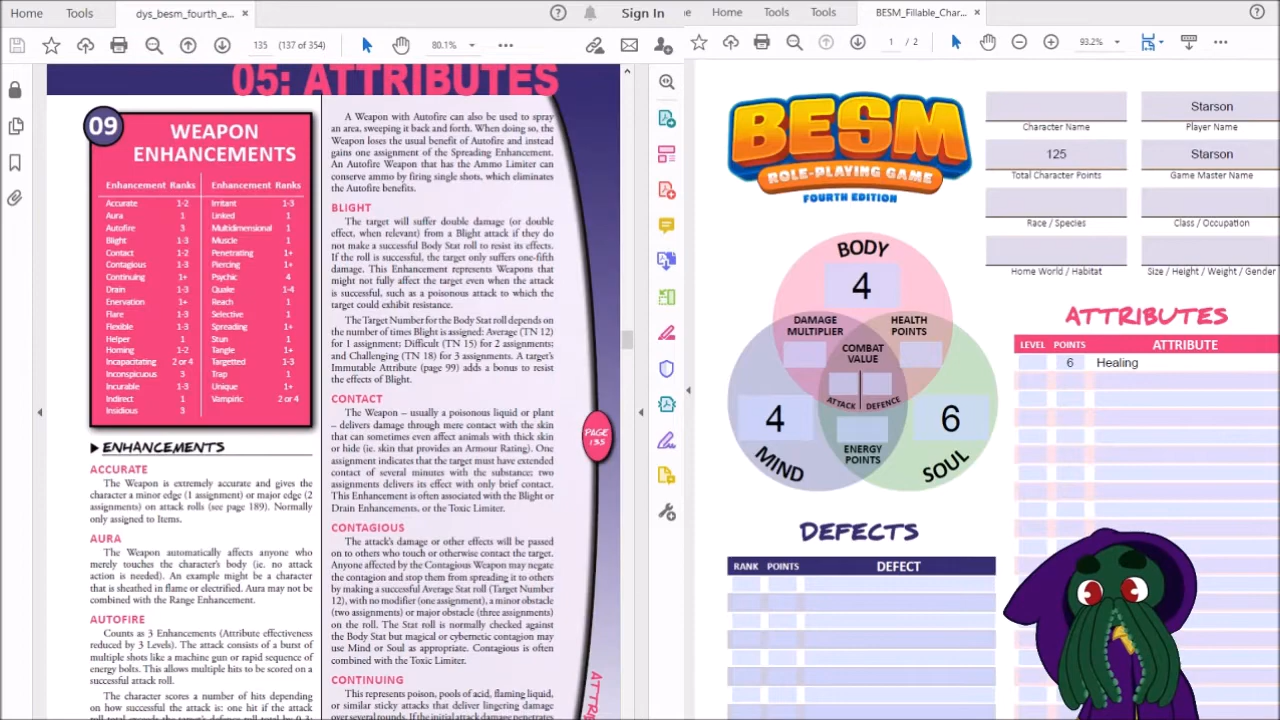 Home
Tools
dys_besm_fourth_e...
Sign In
135
(137 of 354)
80.1%
05: ATTRIBUTES
09
WEAPON
ENHANCEMENTS
Enhancement Ranks
Enhancement Ranks
Accurate 1-2
Aura 1
Autofire 3
Blight 1-3
Contact 1-2
Contagious 1-3
Continuing 1+
Drain 1-3
Enervation 1+
Flare 1-3
Flexible 1-3
Helper 1
Homing 1-2
Incapacitating 2 or 4
Inconspicuous 3
Incurable 1-3
Indirect 1
Insidious 3
Irritant 1-3
Linked 1
Multidimensional 1
Muscle 1
Penetrating 1+
Piercing 1+
Psychic 4
Quake 1-4
Reach 1
Selective 1
Spreading 1+
Stun 1
Tangle 1+
Targetted 1-3
Trap 1
Unique 1+
Vampiric 2 or 4
ENHANCEMENTS
ACCURATE
The Weapon is extremely accurate and gives the
character a minor edge (1 assignment) or major edge (2
assignments) on attack rolls (see page 189). Normally
only assigned to Items.
AURA
The Weapon automatically affects anyone who
merely touches the character's body (ie. no attack
action is needed). An example might be a character
that is sheathed in flame or electrified. Aura may not be
combined with the Range Enhancement.
AUTOFIRE
Counts as 3 Enhancements (Attribute effectiveness
reduced by 3 Levels). The attack consists of a burst of
multiple shots like a machine gun or rapid sequence of
energy bolts. This allows multiple hits to be scored on a
successful attack roll.
The character scores a number of hits depending
on how successful the attack is: one hit if the attack
A Weapon with Autofire can also be used to spray
an area, sweeping it back and forth. When doing so, the
Weapon loses the usual benefit of Autofire and instead
gains one assignment of the Spreading Enhancement.
An Autofire Weapon that has the Ammo Limiter can
conserve ammo by firing single shots, which eliminates
the Autofire benefits.
BLIGHT
The target will suffer double damage (or double
effect, when relevant) from a Blight attack if they do
not make a successful Body Stat roll to resist its effects.
If the roll is successful, the target only suffers one-fifth
damage. This Enhancement represents Weapons that
might not fully affect the target even when the attack
is successful, such as a poisonous attack to which the
target could exhibit resistance.
The Target Number for the Body Stat roll depends on
the number of times Blight is assigned: Average (TN 12)
for 1 assignment; Difficult (TN 15) for 2 assignments;
and Challenging (TN 18) for 3 assignments. A target's
Immutable Attribute (page 99) adds a bonus to resist
the effects of Blight.
CONTACT
The Weapon – usually a poisonous liquid or plant
– delivers damage through mere contact with the skin
that can sometimes even affect animals with thick skin
or hide (ie. skin that provides an Armour Rating). One
assignment indicates that the target must have extended
contact of several minutes with the substance; two
assignments delivers its effect with only brief contact.
This Enhancement is often associated with the Blight or
Drain Enhancements, or the Toxic Limiter.
CONTAGIOUS
The attack's damage or other effects will be passed
on to others who touch or otherwise contact the target.
Anyone affected by the Contagious Weapon may negate
the contagion and stop them from spreading it to others
by making a successful Average Stat roll (Target Number
12), with no modifier (one assignment), a minor obstacle
(two assignments) or major obstacle (three assignments)
on the roll. The Stat roll is normally checked against
the Body Stat but magical or cybernetic contagion may
use Mind or Soul as appropriate. Contagious is often
combined with the Toxic Limiter.
CONTINUING
This represents poison, pools of acid, flaming liquid,
or similar sticky attacks that deliver lingering damage
over several rounds. If the initial attack damage penetrates
PAGE
135
Home
Tools
Tools
BESM_Fillable_Char...
1 / 2
93.2%
BESM
ROLE-PLAYING GAME
FOURTH EDITION
Character Name
Starson
Player Name
125
Total Character Points
Starson
Game Master Name
Race / Species
Class/Occupation
Home World / Habitat
Size / Height / Weight / Gender
BODY
4
DAMAGE
MULTIPLIER
HEALTH
POINTS
COMBAT
VALUE
ATTACK
DEFENCE
4
MIND
ENERGY
POINTS
6
SOUL
ATTRIBUTES
LEVEL POINTS ATTRIBUTE
6 Healing
DEFECTS
RANK POINTS DEFECT